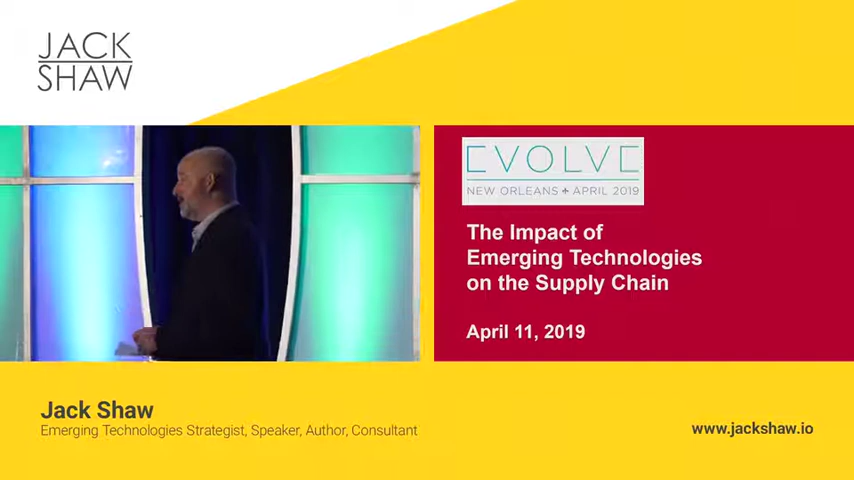 JACK
SHAW
EVOLVE
NEW ORLEANS ⚜ APRIL 2019
The Impact of
Emerging Technologies
on the Supply Chain
April 11, 2019
Jack Shaw
Emerging Technologies Strategist, Speaker, Author, Consultant
www.jackshaw.io